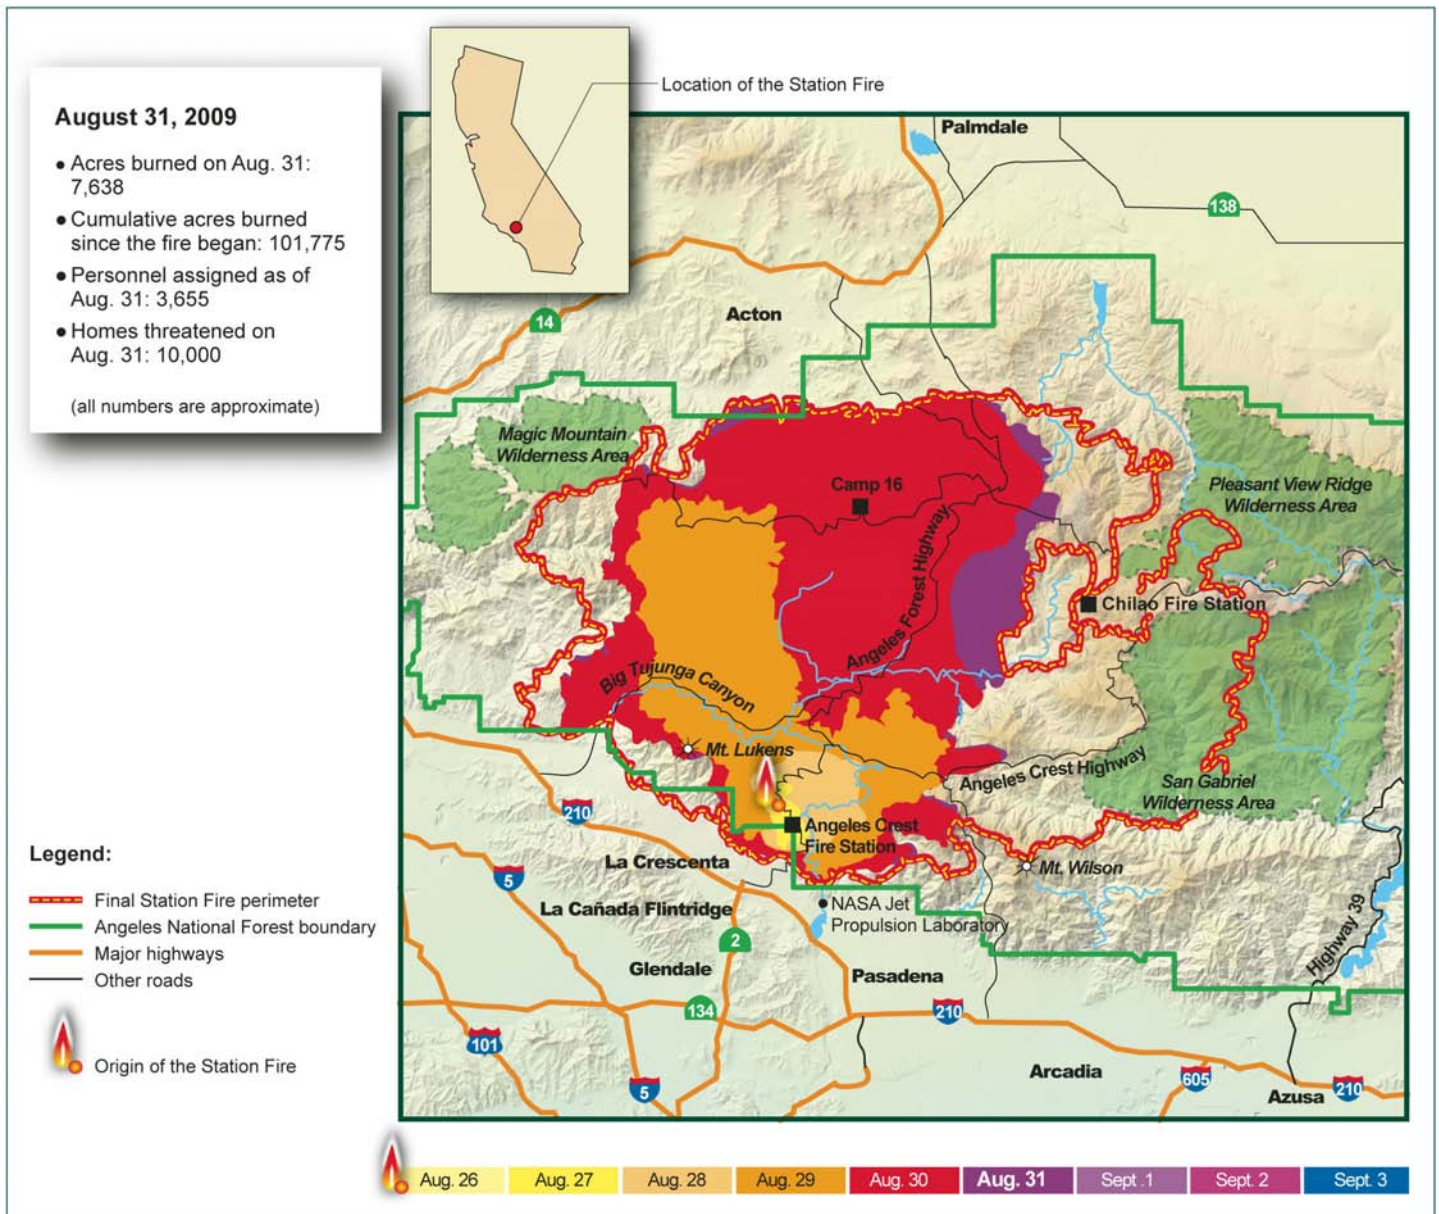 August 31, 2009
• Acres burned on Aug. 31:
7,638
• Cumulative acres burned
since the fire began: 101,775
• Personnel assigned as of
Aug. 31: 3,655
• Homes threatened on
Aug. 31: 10,000
(all numbers are approximate)
Location of the Station Fire
Palmdale
138
14
Acton
Magic Mountain
Wilderness Area
Camp 16
Pleasant View Ridge
Wilderness Area
Angeles Forest Highway
Chilao Fire Station
Big Tujunga Canyon
Mt. Lukens
Angeles Crest Highway
San Gabriel
Wilderness Area
210
Angeles Crest
Fire Station
La Crescenta
Mt. Wilson
5
La Cañada Flintridge
NASA Jet
Propulsion Laboratory
Highway 39
2
Glendale
Pasadena
134
210
101
Arcadia
5
605
210
Azusa
Legend:
Final Station Fire perimeter
Angeles National Forest boundary
Major highways
Other roads
Origin of the Station Fire
Aug. 26 Aug. 27 Aug. 28 Aug. 29 Aug. 30 Aug. 31 Sept .1 Sept. 2 Sept. 3